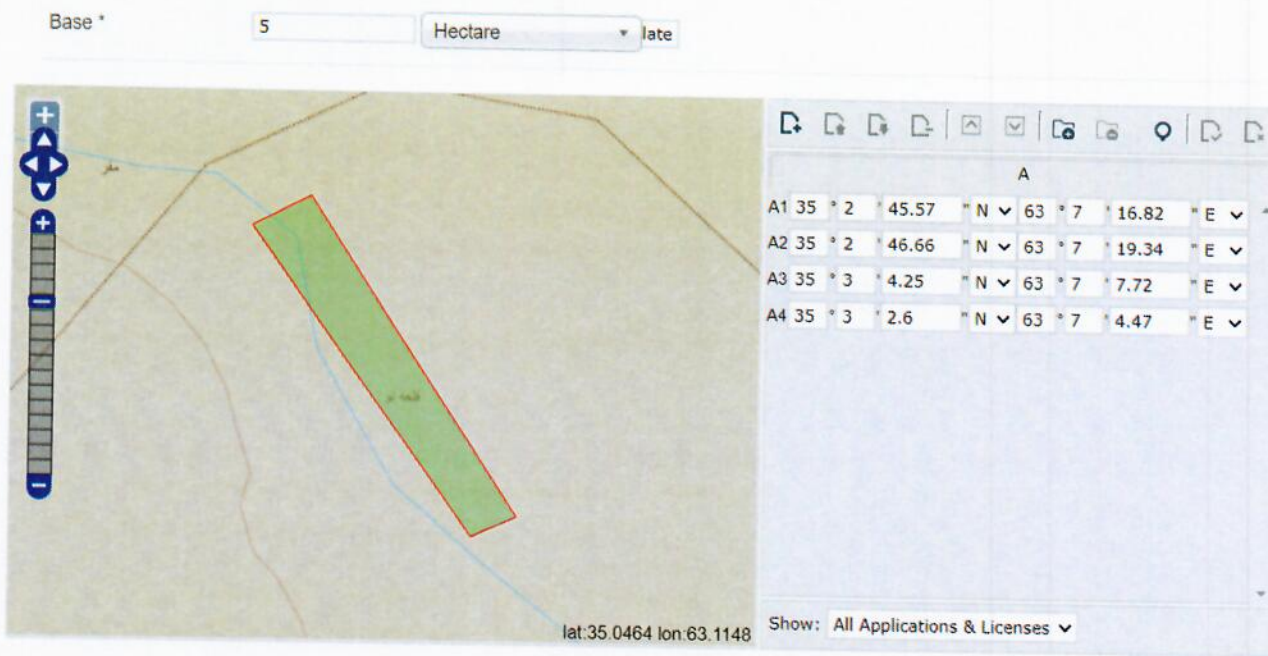 Base * 5 Hectare late
A
A1 35 ° 2 ' 45.57 " N 63 ° 7 ' 16.82 " E
A2 35 ° 2 ' 46.66 " N 63 ° 7 ' 19.34 " E
A3 35 ° 3 ' 4.25 " N 63 ° 7 ' 7.72 " E
A4 35 ° 3 ' 2.6 " N 63 ° 7 ' 4.47 " E
قلعه نو
lat:35.0464 lon:63.1148
Show: All Applications & Licenses